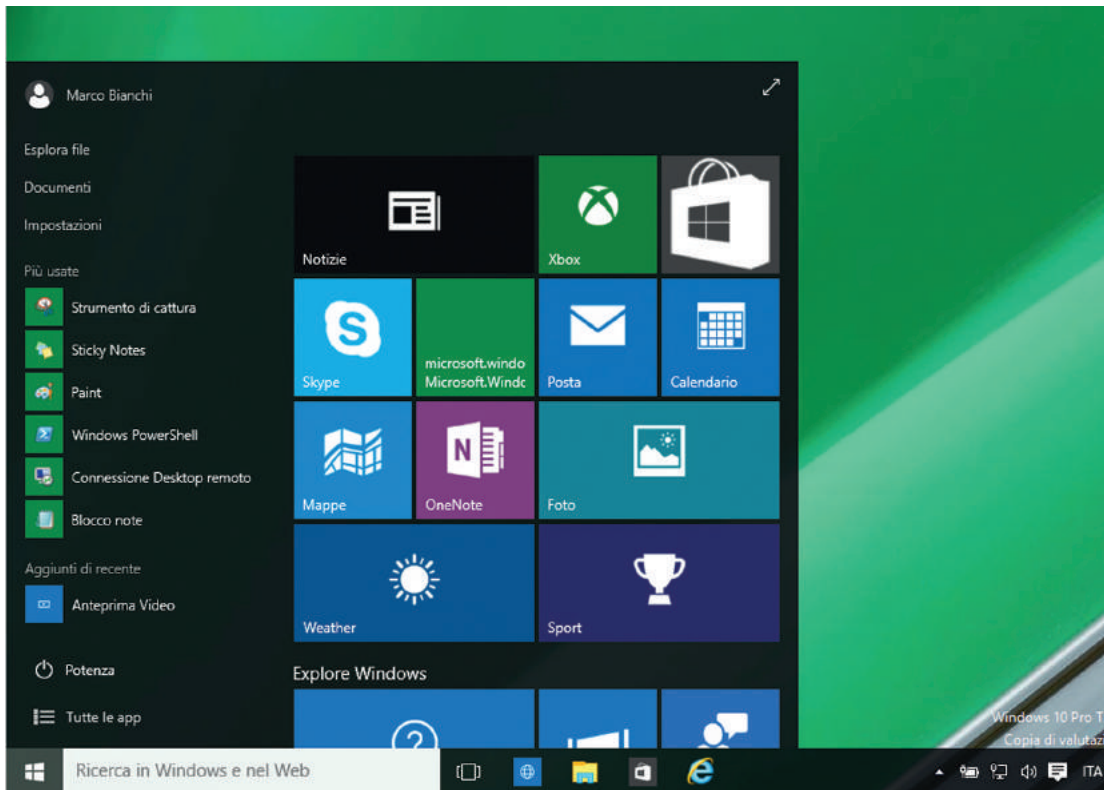 Marco Bianchi
Esplora file
Documenti
Impostazioni
Più usate
Strumento di cattura
Sticky Notes
Paint
Windows PowerShell
Connessione Desktop remoto
Blocco note
Aggiunti di recente
Anteprima Video
Potenza
Tutte le app
Notizie
Xbox
Skype
microsoft.windo
Microsoft.Windc
Posta
Calendario
Mappe
OneNote
Foto
Weather
Sport
Explore Windows
Windows 10 Pro T
Copia di valutazi
Ricerca in Windows e nel Web
ITA